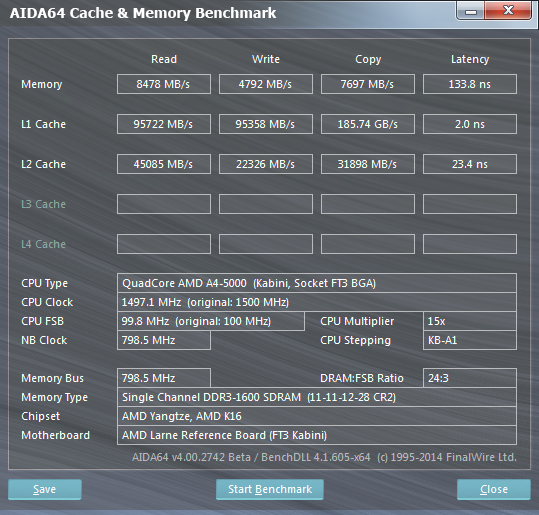 AIDA64 Cache & Memory Benchmark
Read Write Copy Latency
Memory 8478 MB/s 4792 MB/s 7697 MB/s 133.8 ns
L1 Cache 95722 MB/s 95358 MB/s 185.74 GB/s 2.0 ns
L2 Cache 45085 MB/s 22326 MB/s 31898 MB/s 23.4 ns
L3 Cache
L4 Cache
CPU Type QuadCore AMD A4-5000 (Kabini, Socket FT3 BGA)
CPU Clock 1497.1 MHz (original: 1500 MHz)
CPU FSB 99.8 MHz (original: 100 MHz) CPU Multiplier 15x
NB Clock 798.5 MHz CPU Stepping KB-A1
Memory Bus 798.5 MHz DRAM:FSB Ratio 24:3
Memory Type Single Channel DDR3-1600 SDRAM (11-11-12-28 CR2)
Chipset AMD Yangtze, AMD K16
Motherboard AMD Larne Reference Board (FT3 Kabini)
AIDA64 v4.00.2742 Beta / BenchDLL 4.1.605-x64 (c) 1995-2014 FinalWire Ltd.
Save Start Benchmark Close